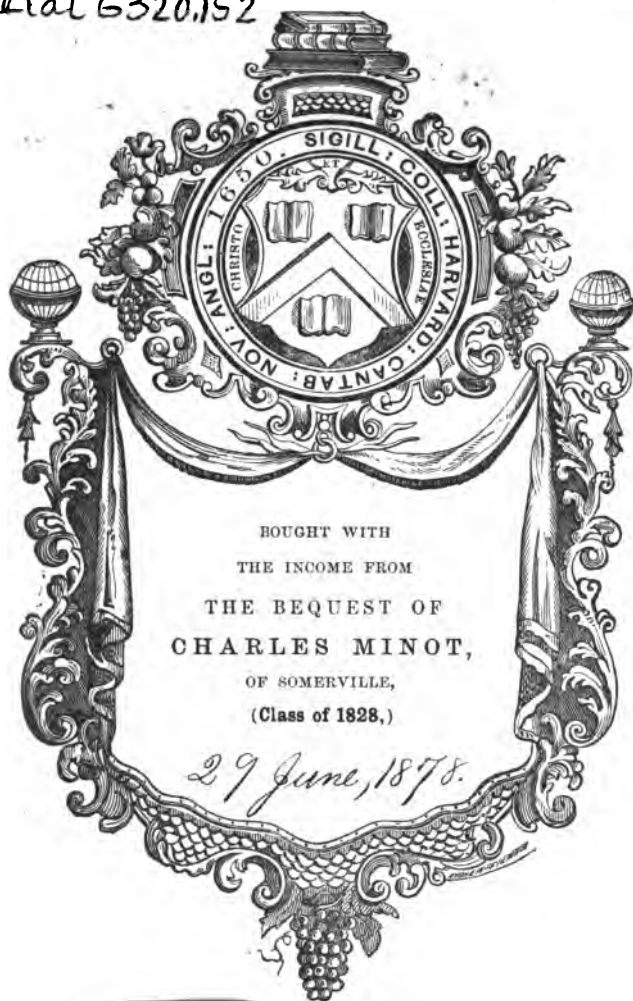 Ital 6320.152
SIGILL: COLL: HARVARD: CANTAB: NOV: ANGL: 1650.
CHRISTO
ET
ECCLESIAE
BOUGHT WITH
THE INCOME FROM
THE BEQUEST OF
CHARLES MINOT,
OF SOMERVILLE,
(Class of 1828,)
29 June, 1878.